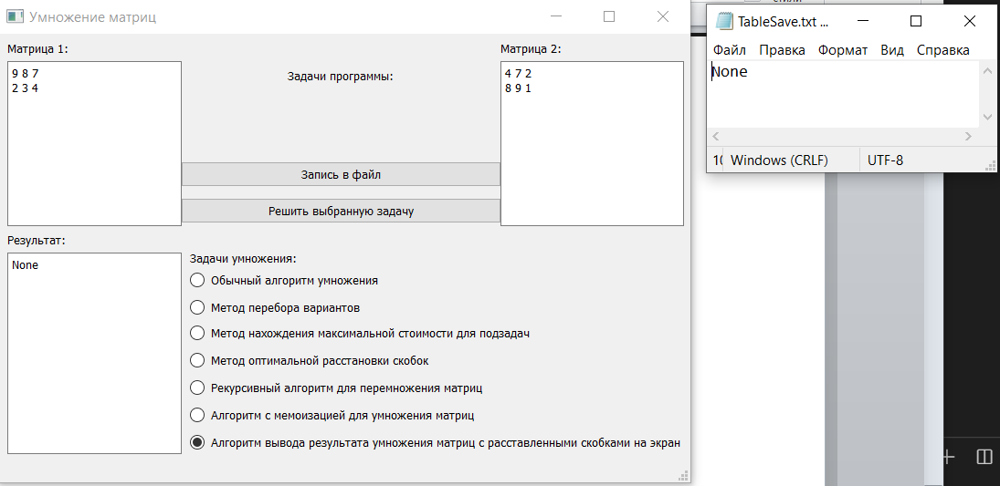 Умножение матриц
Матрица 1:
9 8 7
2 3 4
Задачи программы:
Запись в файл
Решить выбранную задачу
Матрица 2:
4 7 2
8 9 1
Результат:
None
Задачи умножения:
Обычный алгоритм умножения
Метод перебора вариантов
Метод нахождения максимальной стоимости для подзадач
Метод оптимальной расстановки скобок
Рекурсивный алгоритм для перемножения матриц
Алгоритм с мемоизацией для умножения матриц
Алгоритм вывода результата умножения матриц с расставленными скобками на экран
TableSave.txt ...
Файл Правка Формат Вид Справка
None
Windows (CRLF) UTF-8